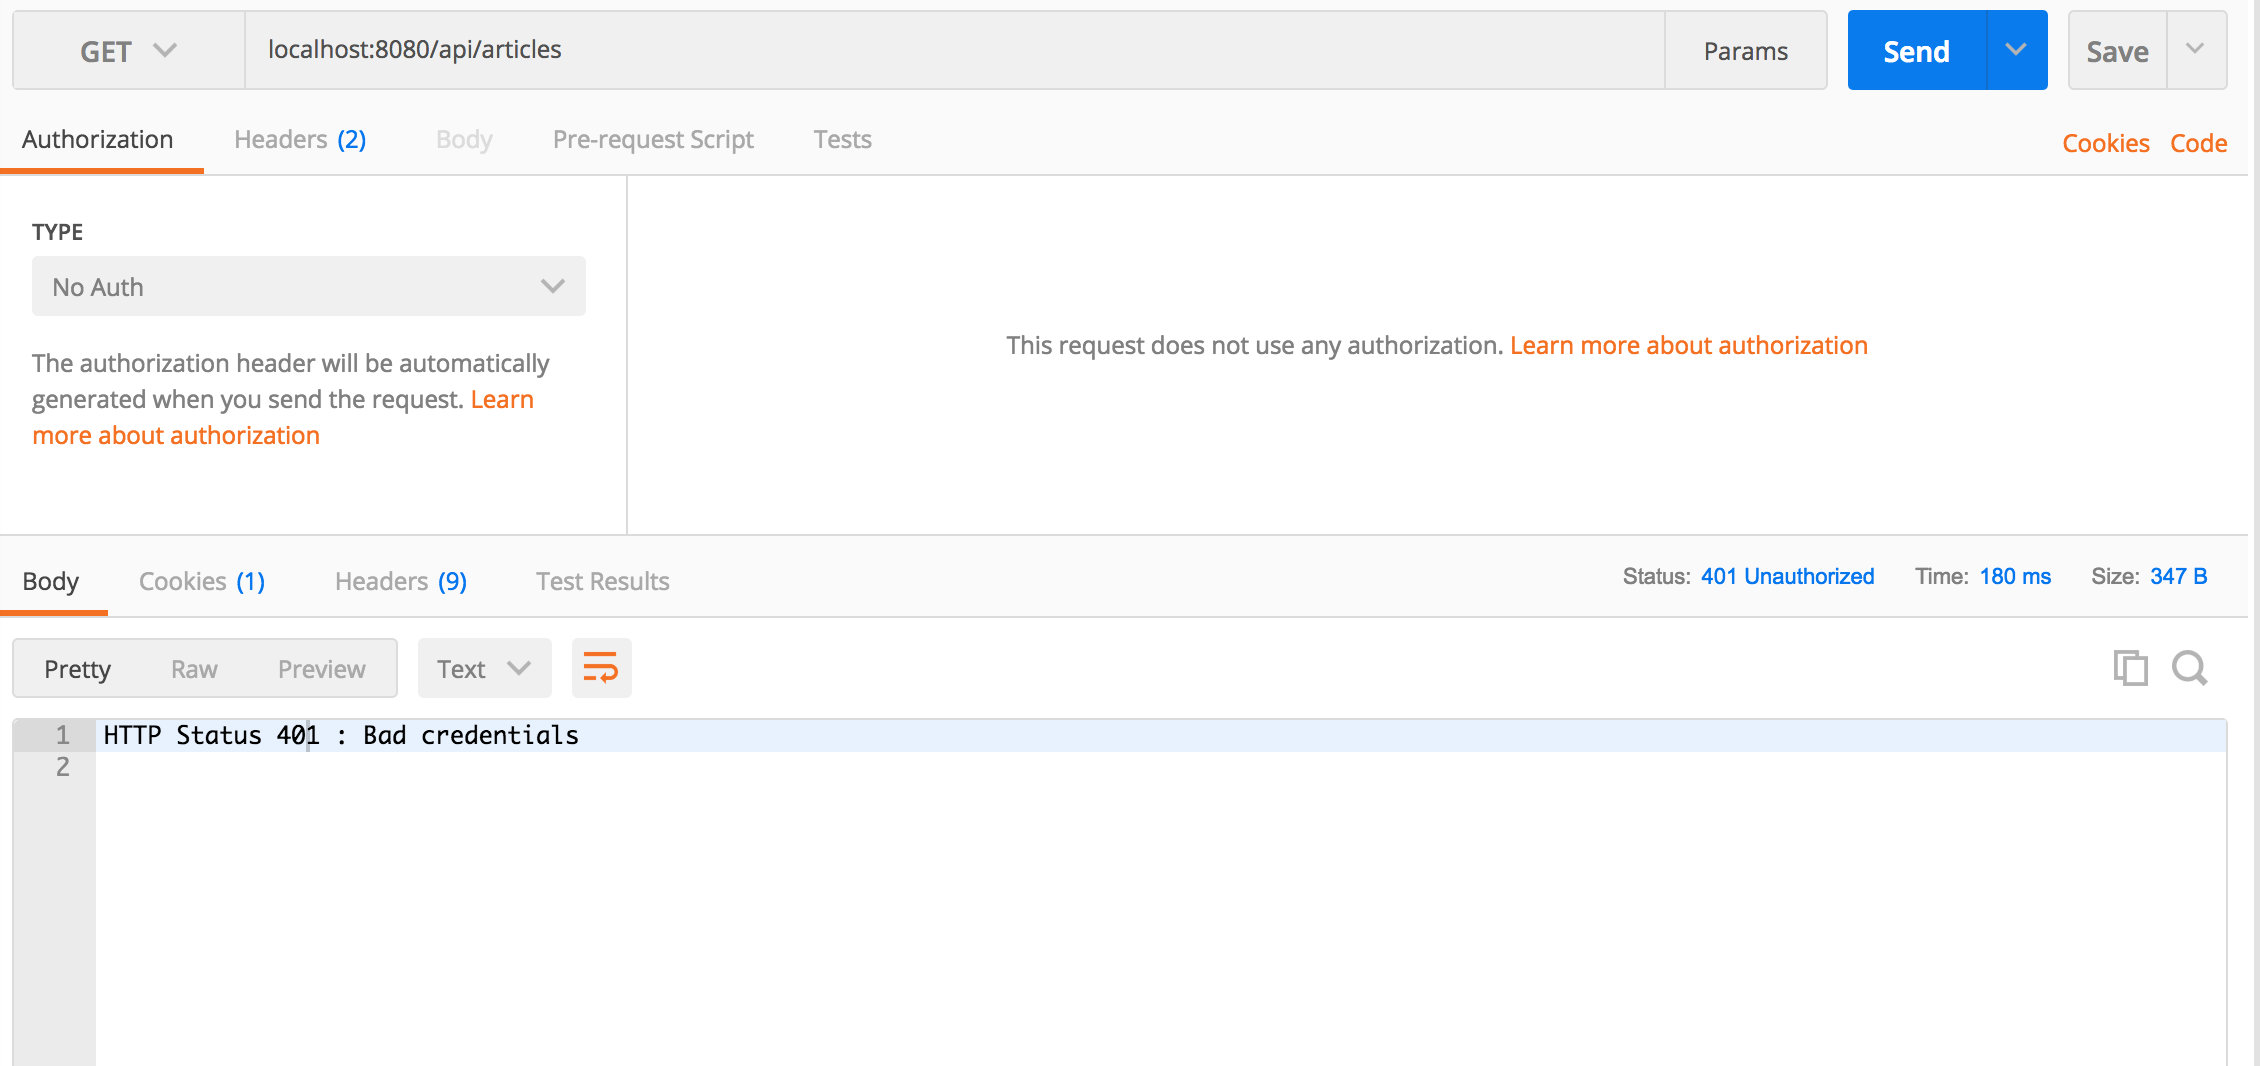 GET localhost:8080/api/articles Params Send Save
Authorization Headers (2) Body Pre-request Script Tests Cookies Code
TYPE
No Auth
The authorization header will be automatically
generated when you send the request. Learn
more about authorization
This request does not use any authorization. Learn more about authorization
Body Cookies (1) Headers (9) Test Results Status: 401 Unauthorized Time: 180 ms Size: 347 B
Pretty Raw Preview Text
1 HTTP Status 401 : Bad credentials
2